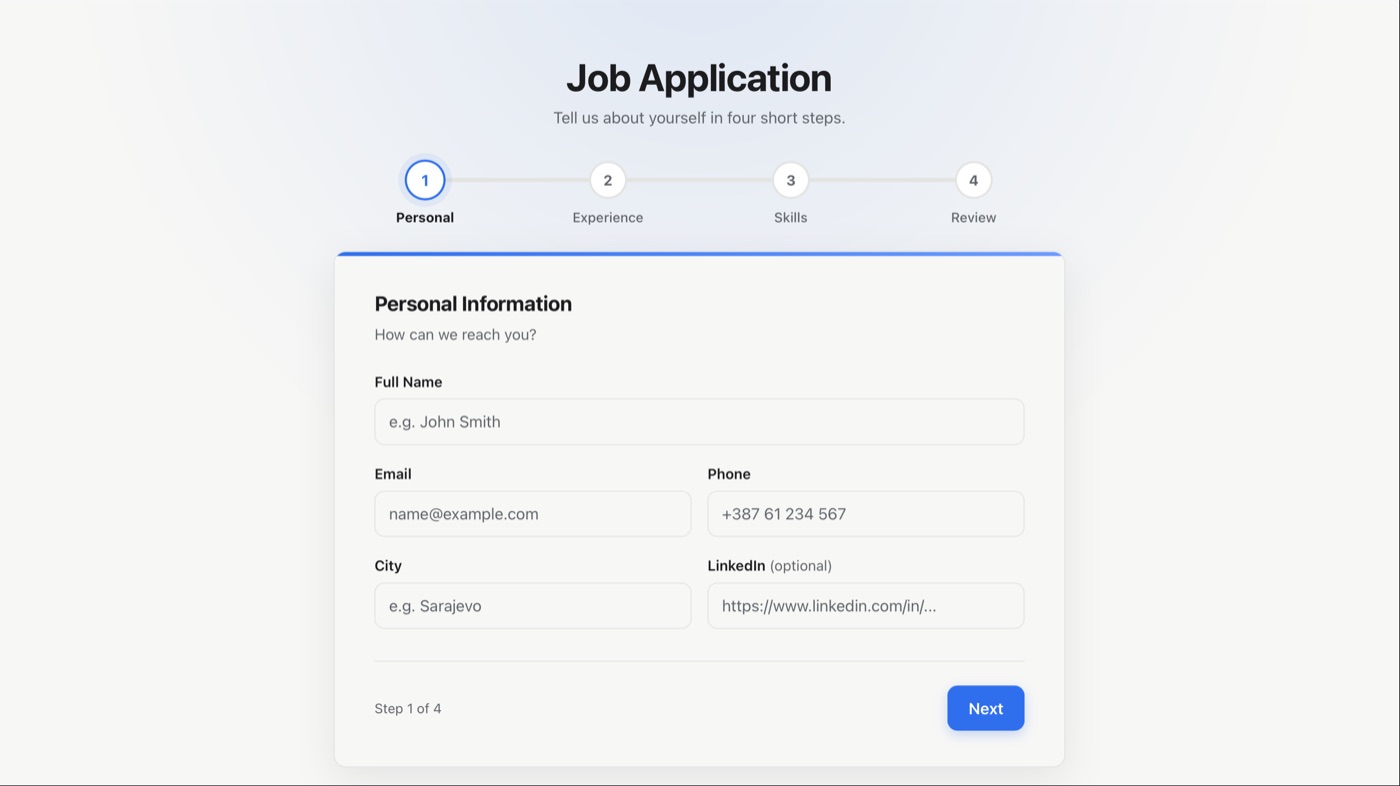 Job Application
Tell us about yourself in four short steps.
1 2 3 4
Personal Experience Skills Review
Personal Information
How can we reach you?
Full Name
e.g. John Smith
Email Phone
name@example.com +387 61 234 567
City LinkedIn (optional)
e.g. Sarajevo https://www.linkedin.com/in/...
Step 1 of 4 Next